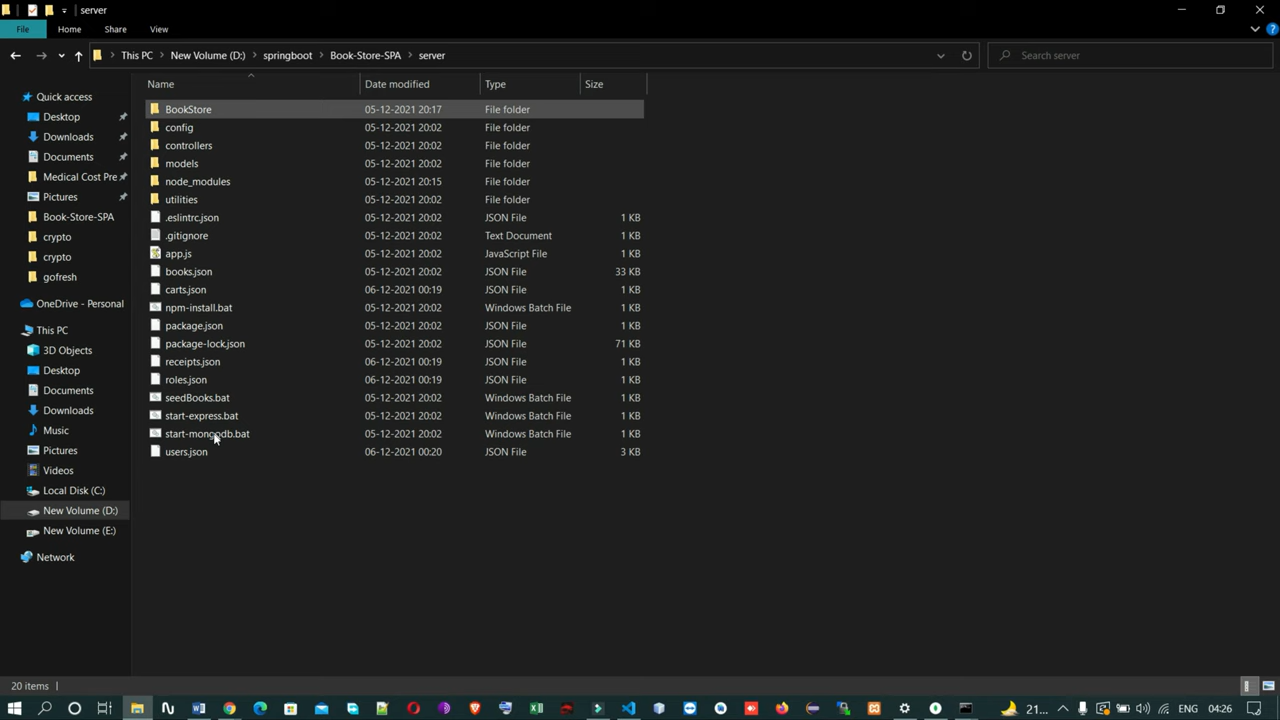 server
File Home Share View
This PC New Volume (D:) springboot Book-Store-SPA server Search server
Name Date modified Type Size
Quick access
Desktop
Downloads
Documents
Medical Cost Pre
Pictures
Book-Store-SPA
crypto
crypto
gofresh
OneDrive - Personal
This PC
3D Objects
Desktop
Documents
Downloads
Music
Pictures
Videos
Local Disk (C:)
New Volume (D:)
New Volume (E:)
Network
BookStore 05-12-2021 20:17 File folder
config 05-12-2021 20:02 File folder
controllers 05-12-2021 20:02 File folder
models 05-12-2021 20:02 File folder
node_modules 05-12-2021 20:15 File folder
utilities 05-12-2021 20:02 File folder
.eslintrc.json 05-12-2021 20:02 JSON File 1 KB
.gitignore 05-12-2021 20:02 Text Document 1 KB
app.js 05-12-2021 20:02 JavaScript File 1 KB
books.json 05-12-2021 20:02 JSON File 33 KB
carts.json 06-12-2021 00:19 JSON File 1 KB
npm-install.bat 05-12-2021 20:02 Windows Batch File 1 KB
package.json 05-12-2021 20:02 JSON File 1 KB
package-lock.json 05-12-2021 20:02 JSON File 71 KB
receipts.json 06-12-2021 00:19 JSON File 1 KB
roles.json 06-12-2021 00:19 JSON File 1 KB
seedBooks.bat 05-12-2021 20:02 Windows Batch File 1 KB
start-express.bat 05-12-2021 20:02 Windows Batch File 1 KB
start-mongodb.bat 05-12-2021 20:02 Windows Batch File 1 KB
users.json 06-12-2021 00:20 JSON File 3 KB
20 items
21... ENG 04:26